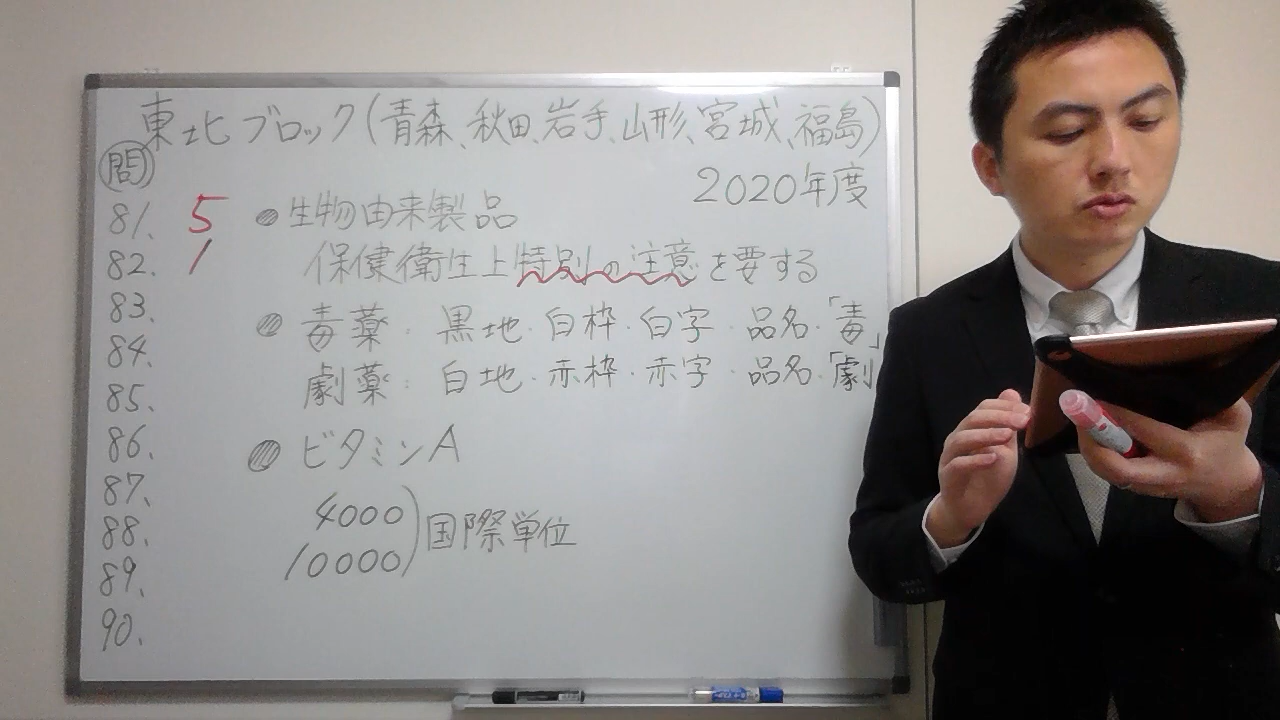 東北ブロック(青森、秋田、岩手、山形、宮城、福島)
2020年度
問
81. 5
82. 1
83.
84.
85.
86.
87.
88.
89.
90.
生物由来製品
保健衛生上特別の注意を要する
毒薬: 黒地・白枠・白字・品名・「毒」
劇薬: 白地・赤枠・赤字・品名・「劇
ビタミンA
4000
10000)国際単位